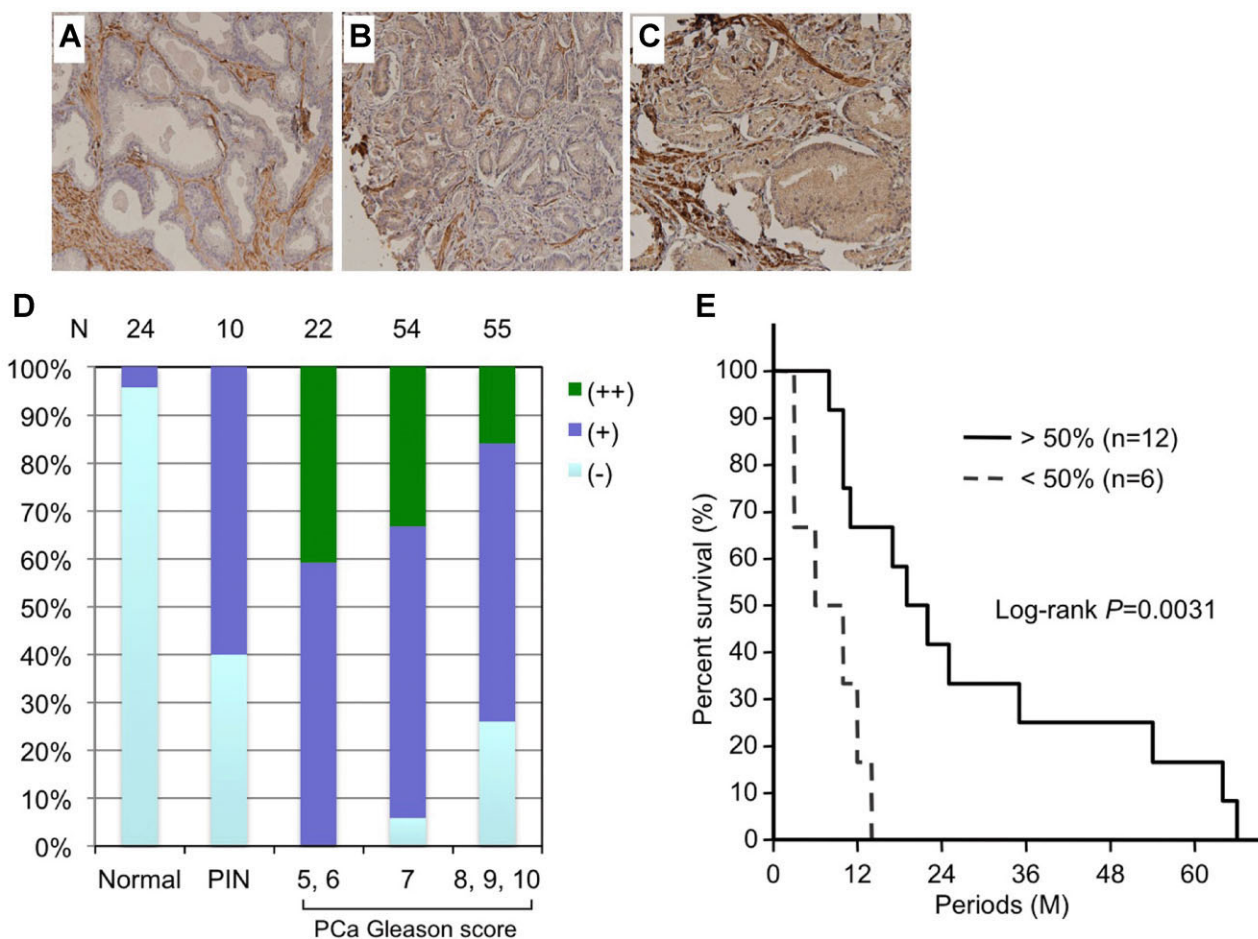 A
B
C
D
N 24 10 22 54 55
100%
90%
80%
70%
60%
50%
40%
30%
20%
10%
0%
(++)
(+)
(-)
Normal PIN 5, 6 7 8, 9, 10
PCa Gleason score
E
Percent survival (%)
100
90
80
70
60
50
40
30
20
10
0
> 50% (n=12)
< 50% (n=6)
Log-rank P=0.0031
0 12 24 36 48 60
Periods (M)